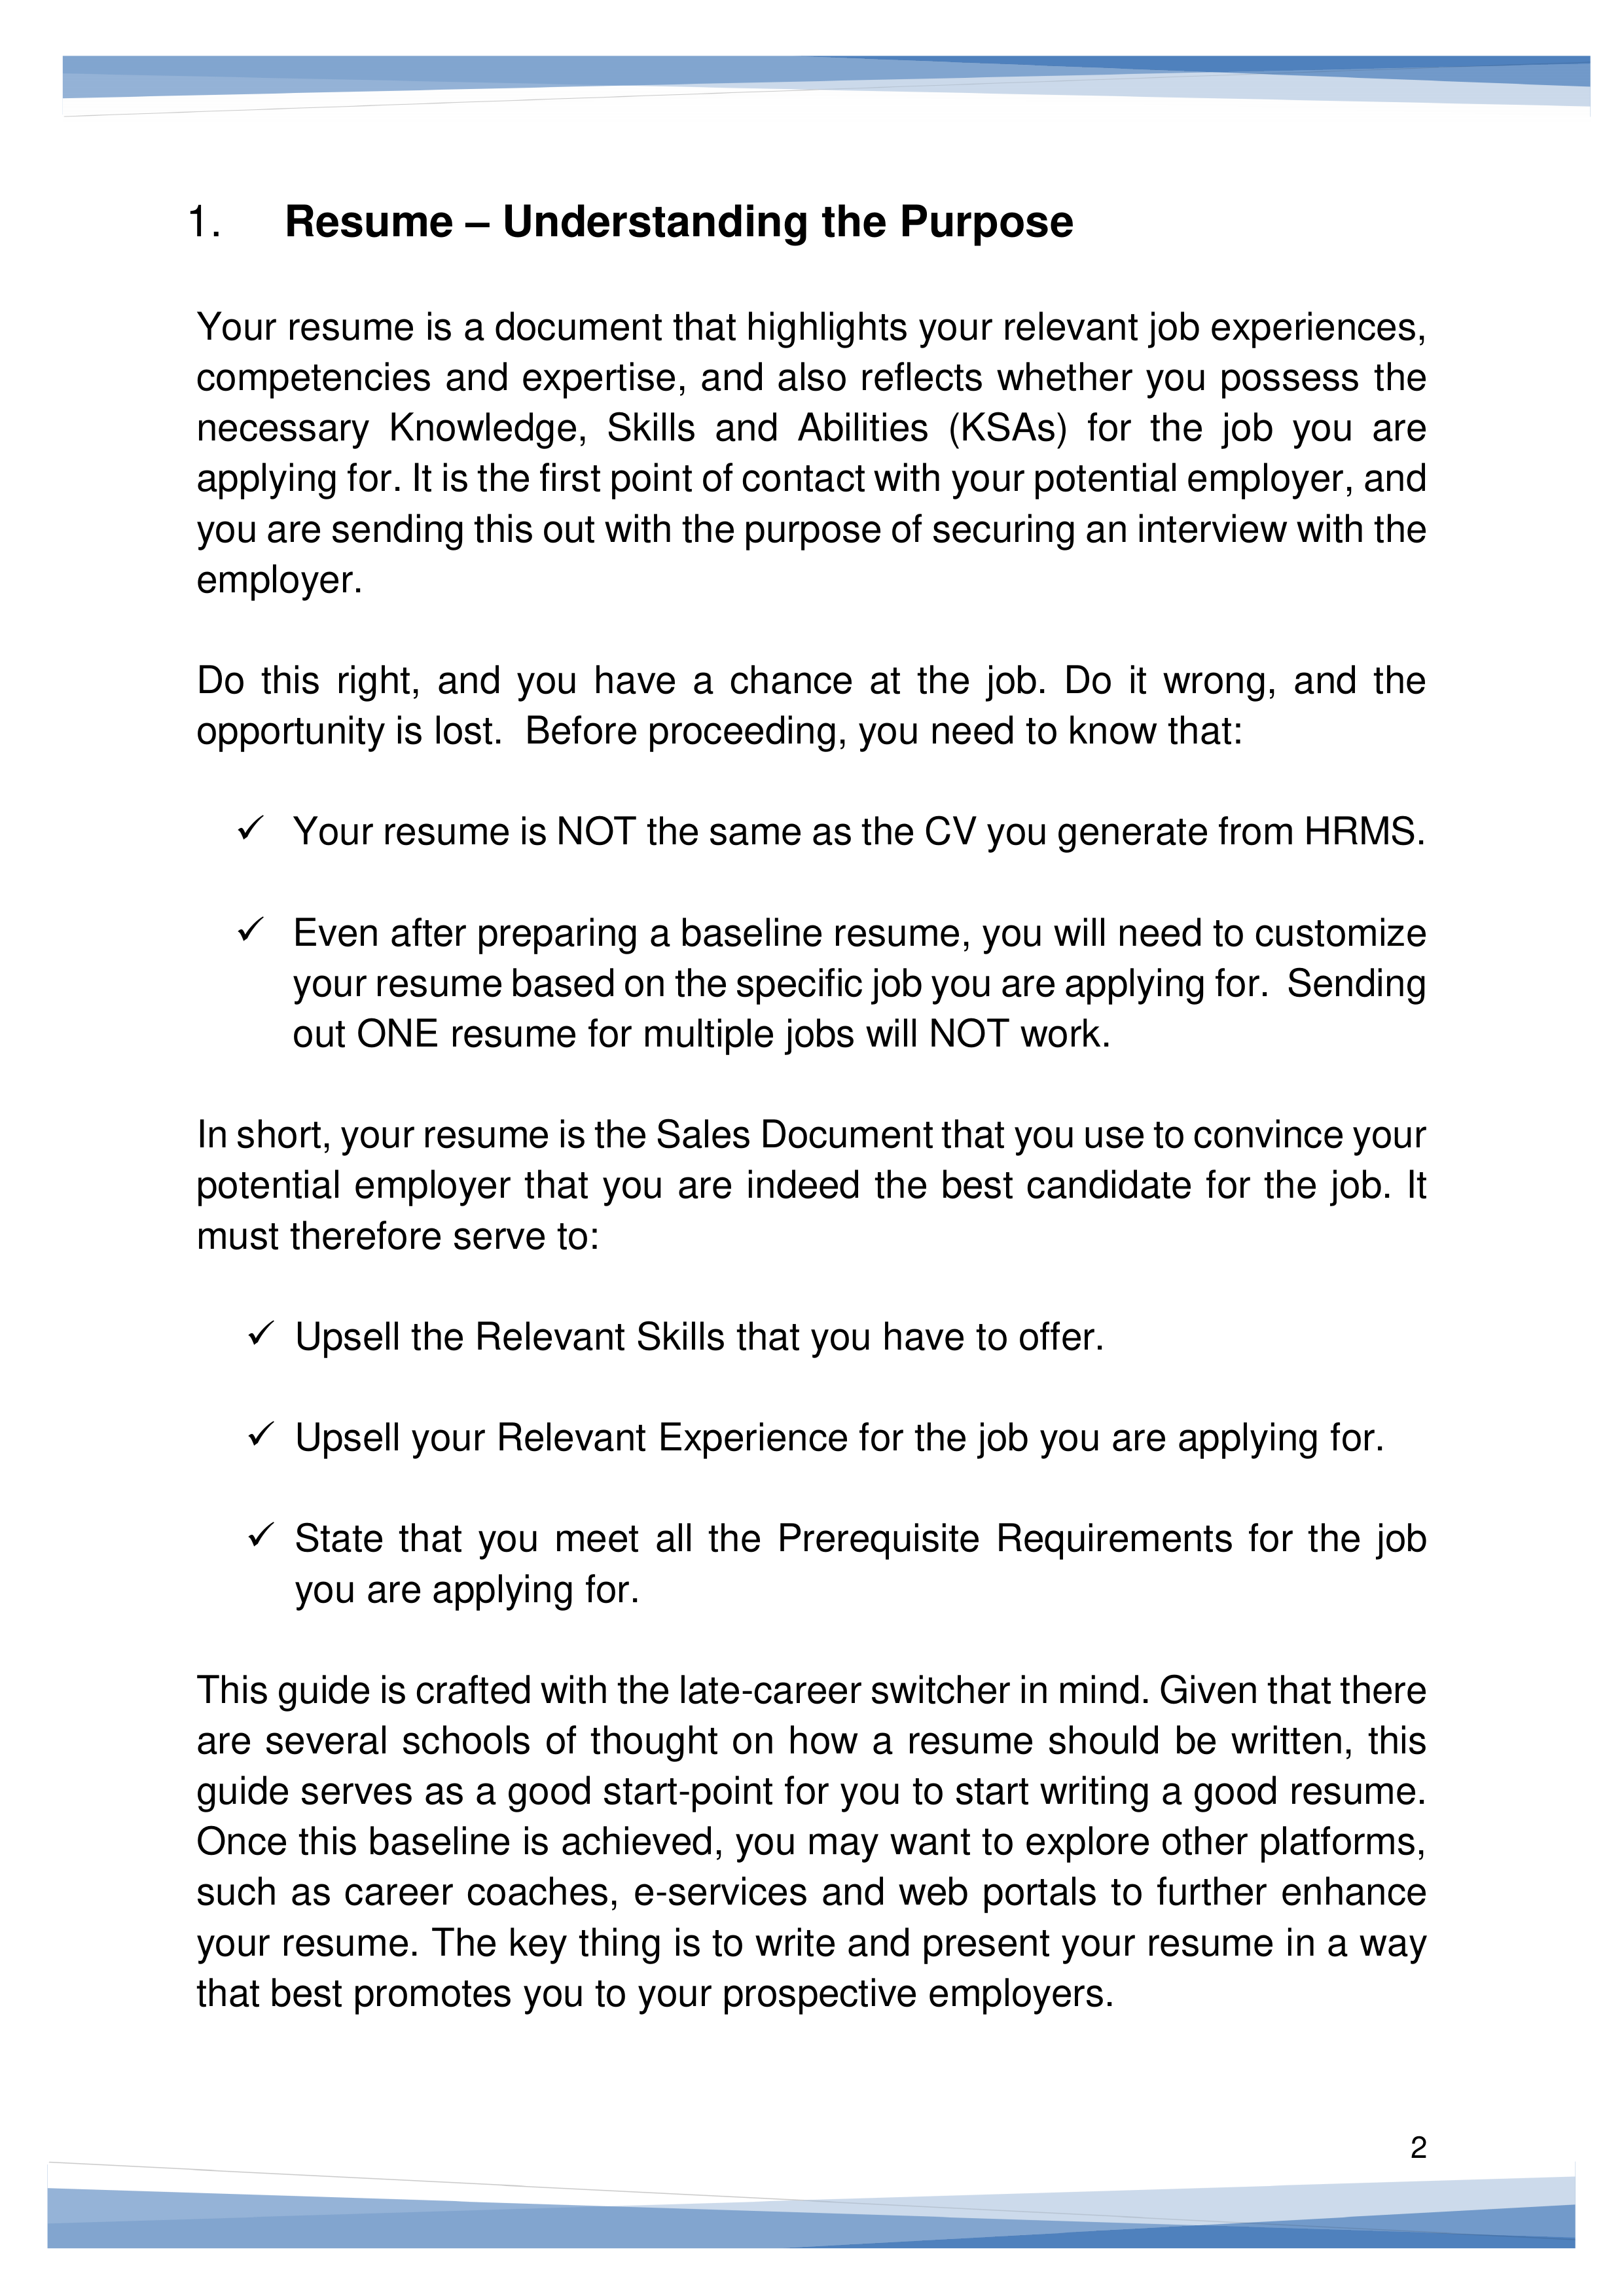 1. Resume – Understanding the Purpose
Your resume is a document that highlights your relevant job experiences,
competencies and expertise, and also reflects whether you possess the
necessary Knowledge, Skills and Abilities (KSAs) for the job you are
applying for. It is the first point of contact with your potential employer, and
you are sending this out with the purpose of securing an interview with the
employer.
Do this right, and you have a chance at the job. Do it wrong, and the
opportunity is lost.  Before proceeding, you need to know that:
✓ Your resume is NOT the same as the CV you generate from HRMS.
✓ Even after preparing a baseline resume, you will need to customize
your resume based on the specific job you are applying for.  Sending
out ONE resume for multiple jobs will NOT work.
In short, your resume is the Sales Document that you use to convince your
potential employer that you are indeed the best candidate for the job. It
must therefore serve to:
✓ Upsell the Relevant Skills that you have to offer.
✓ Upsell your Relevant Experience for the job you are applying for.
✓ State that you meet all the Prerequisite Requirements for the job
you are applying for.
This guide is crafted with the late-career switcher in mind. Given that there
are several schools of thought on how a resume should be written, this
guide serves as a good start-point for you to start writing a good resume.
Once this baseline is achieved, you may want to explore other platforms,
such as career coaches, e-services and web portals to further enhance
your resume. The key thing is to write and present your resume in a way
that best promotes you to your prospective employers.
2